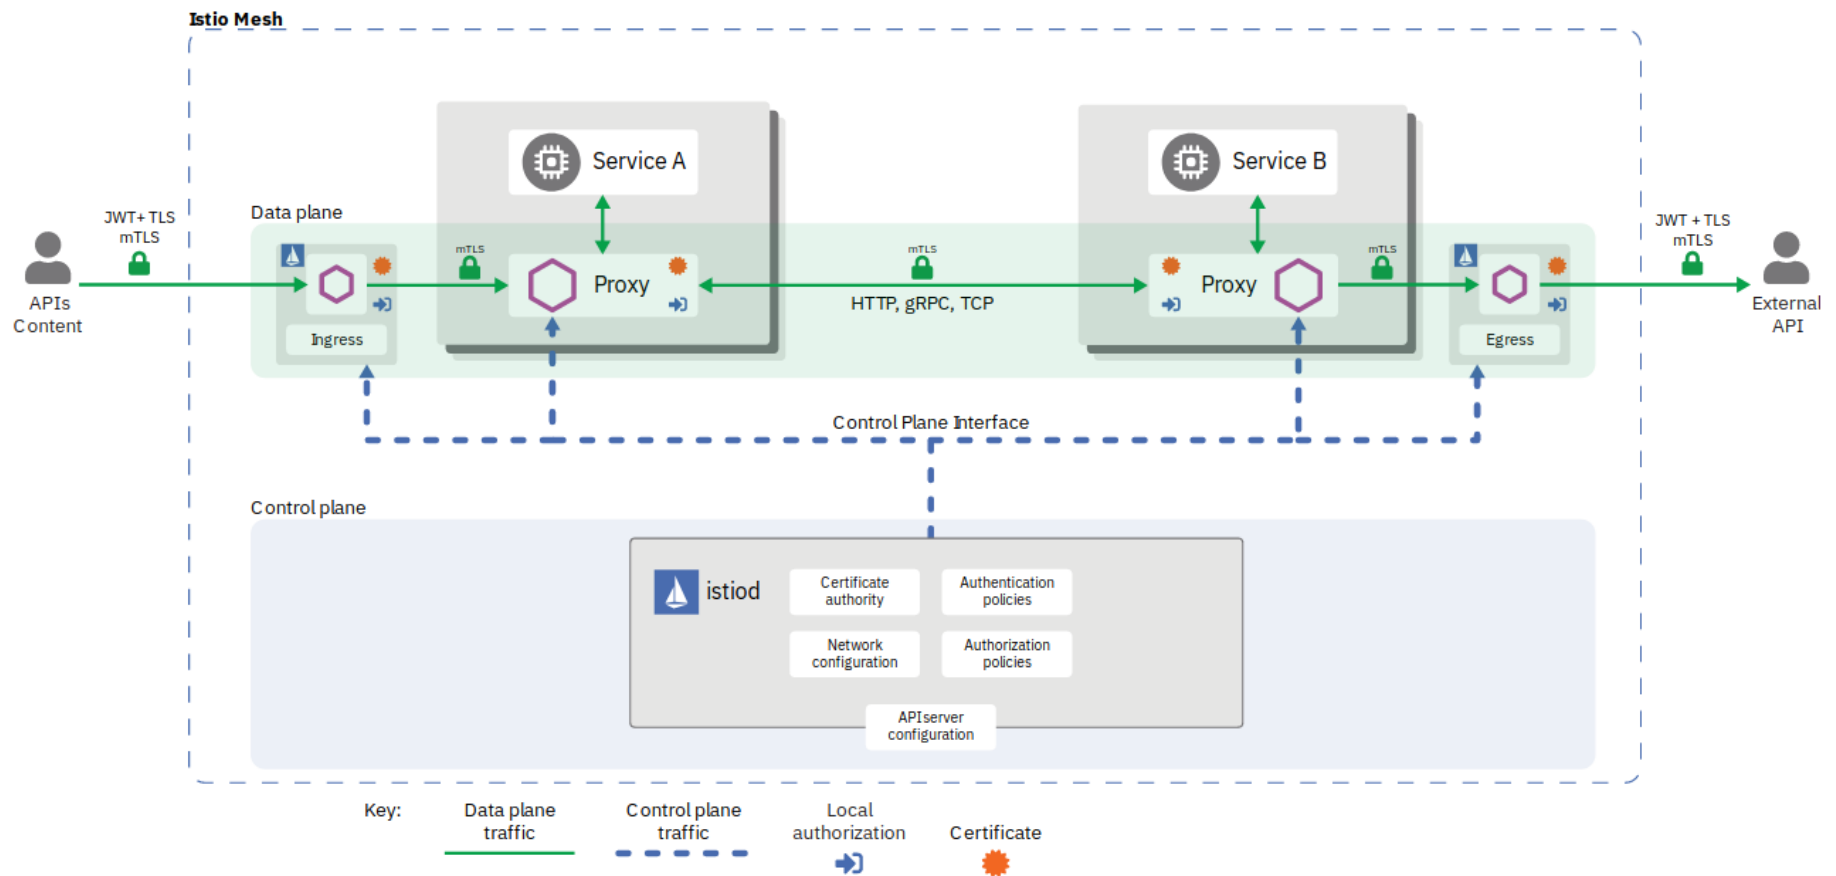 Istio Mesh
Service A
Service B
Data plane
JWT+ TLS
mTLS
JWT + TLS
mTLS
mTLS
mTLS
mTLS
Proxy
Proxy
APIs
Content
HTTP, gRPC, TCP
External
API
Ingress
Egress
Control Plane Interface
Control plane
istiod
Certificate
authority
Authentication
policies
Network
configuration
Authorization
policies
API server
configuration
Key:
Data plane
traffic
Control plane
traffic
Local
authorization
Certificate